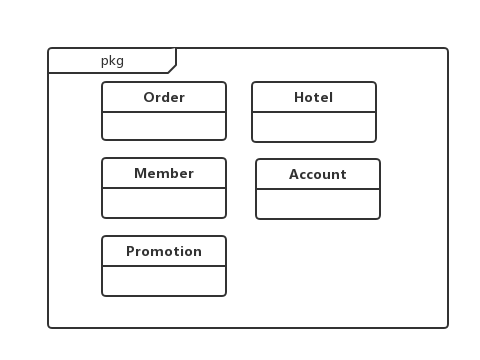 pkg
Order
Hotel
Member
Account
Promotion